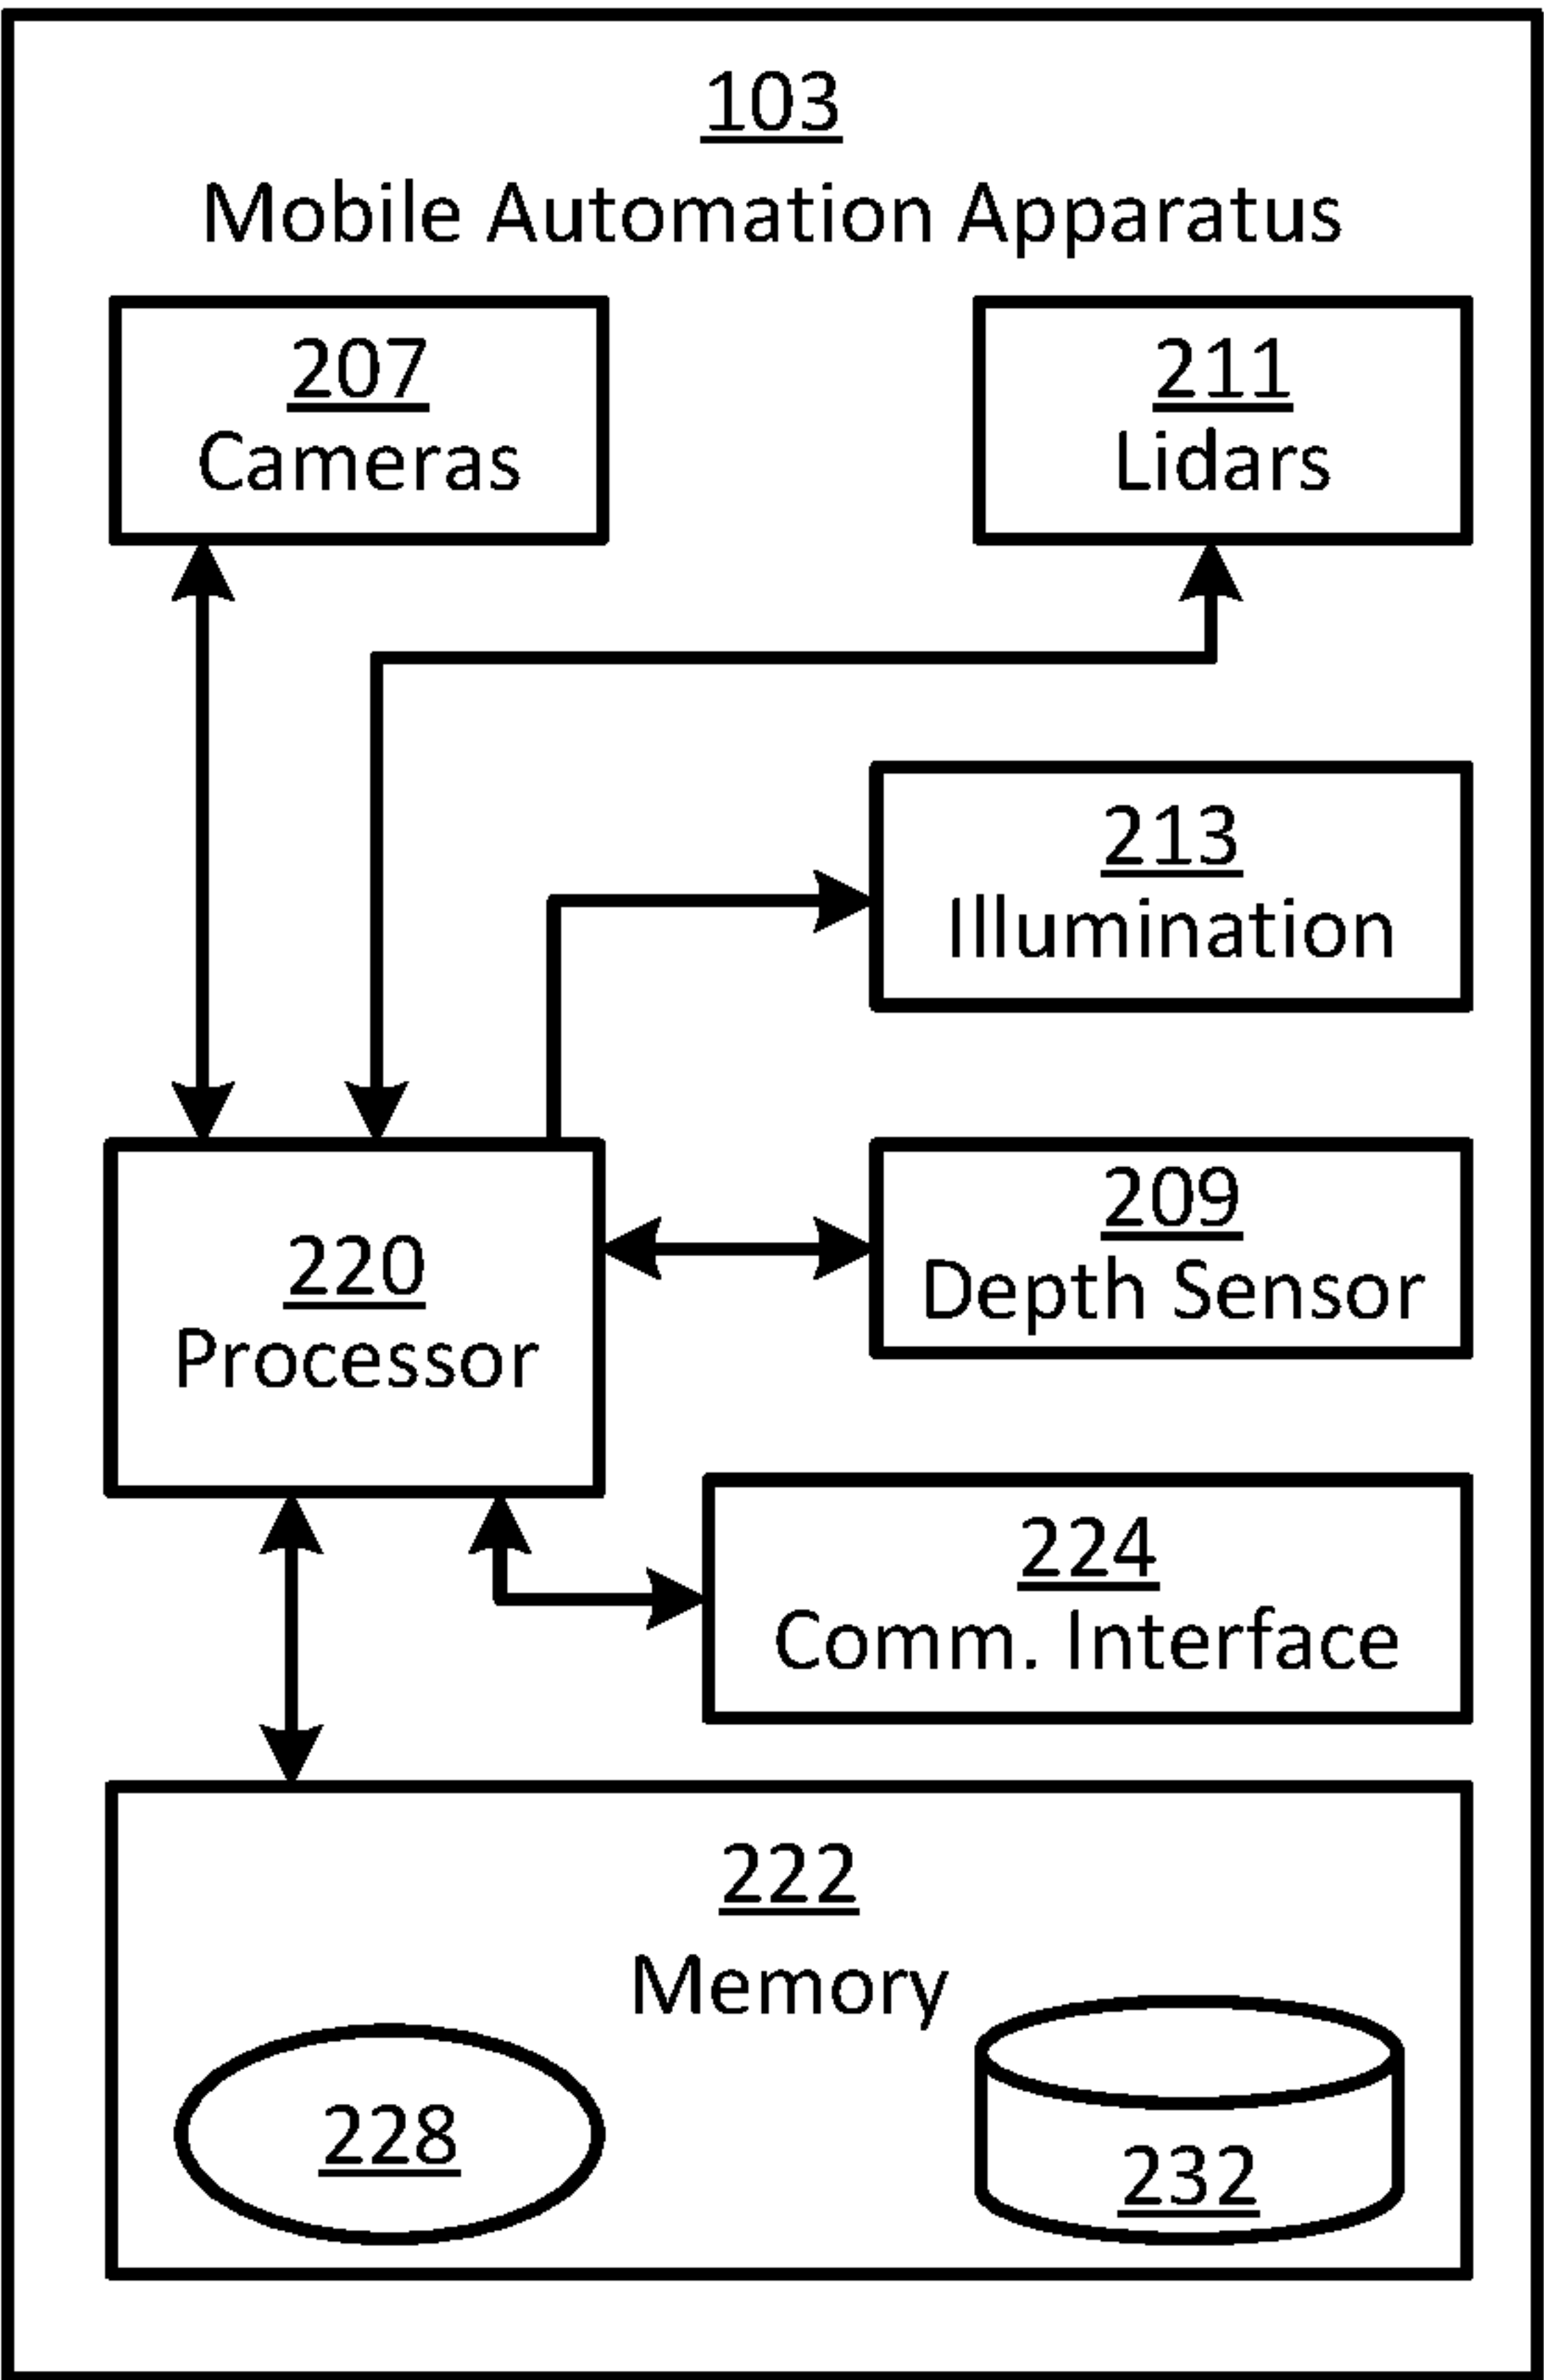 103
Mobile Automation Apparatus
207
Cameras
211
Lidars
213
Illumination
209
Depth Sensor
220
Processor
224
Comm. Interface
222
Memory
228
232